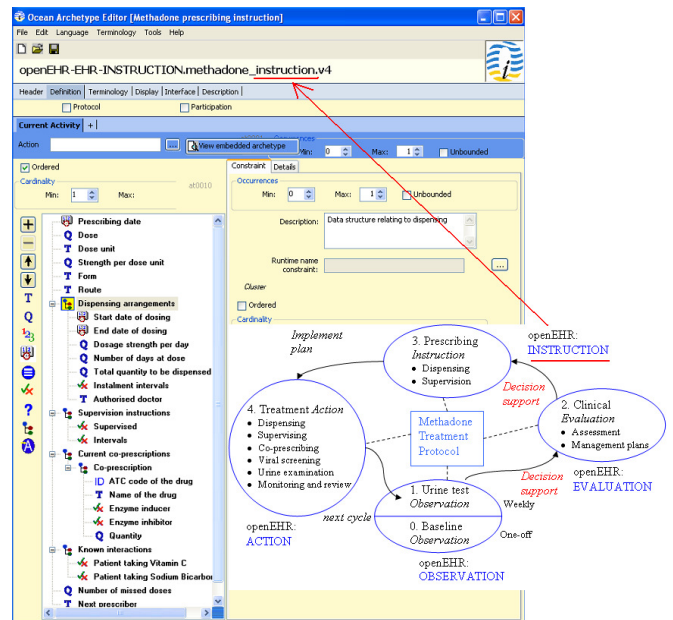 Ocean Archetype Editor [Methadone prescribing instruction]
File Edit Language Terminology Tools Help
openEHR-EHR-INSTRUCTION.methadone_instruction.v4
Header Definition Terminology Display Interface Description
Protocol Participation
Current Activity +
Action ... View embedded archetype Min: 0 Max: 1 Unbounded
Ordered
Cardinality
Min: 1 Max:
at0010
Constraint Details
Occurrences
Min: 0 Max: 1 Unbounded
Description: Data structure relating to dispensing
Runtime name
constraint: ...
Cluster
Ordered
Cardinality
Prescribing date
Q Dose
T Dose unit
Q Strength per dose unit
T Form
T Route
Dispensing arrangements
Start date of dosing
End date of dosing
Q Dosage strength per day
Q Number of days at dose
Q Total quantity to be dispensed
Instalment intervals
T Authorised doctor
Supervision instructions
Supervised
Intervals
Current co-prescriptions
Co-prescription
ID ATC code of the drug
T Name of the drug
Enzyme inducer
Enzyme inhibitor
Q Quantity
Known interactions
Patient taking Vitamin C
Patient taking Sodium Bicarbor
Q Number of missed doses
T Next prescriber
T
Q
123
?
A
Implement
plan
3. Prescribing
Instruction
• Dispensing
• Supervision
openEHR:
INSTRUCTION
Decision
support
2. Clinical
Evaluation
• Assessment
• Management plans
openEHR:
EVALUATION
4. Treatment Action
• Dispensing
• Supervising
• Co-prescribing
• Viral screening
• Urine examination
• Monitoring and review
Methadone
Treatment
Protocol
Decision
support
1. Urine test
Observation
Weekly
next cycle
0. Baseline
Observation
One-off
openEHR:
ACTION
openEHR:
OBSERVATION